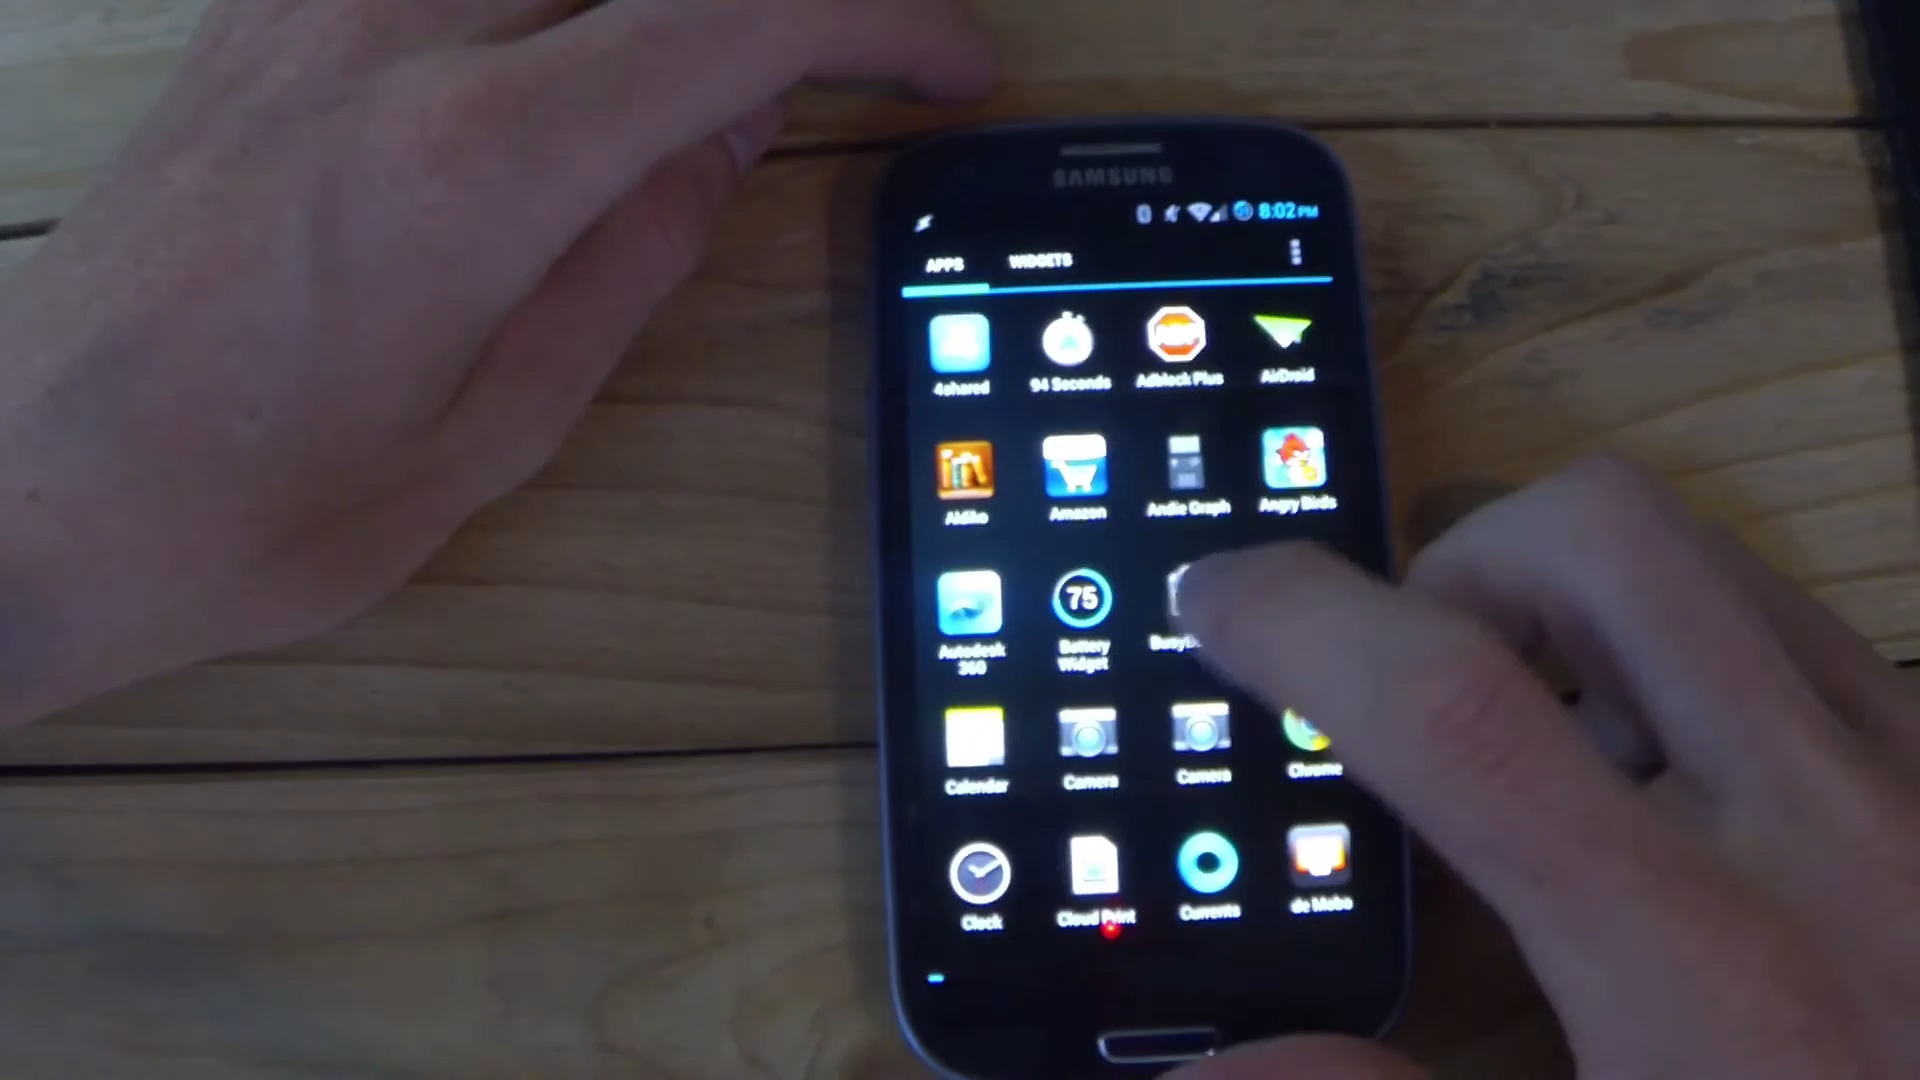 SAMSUNG
8:02 PM
APPS WIDGETS
4shared 94 Seconds Adblock Plus AirDroid
Aldiko Amazon Andie Graph Angry Birds
75
Autodesk 360 Battery Widget
Calendar Camera Camera Chrome
Clock Cloud Print Currents de Mobo